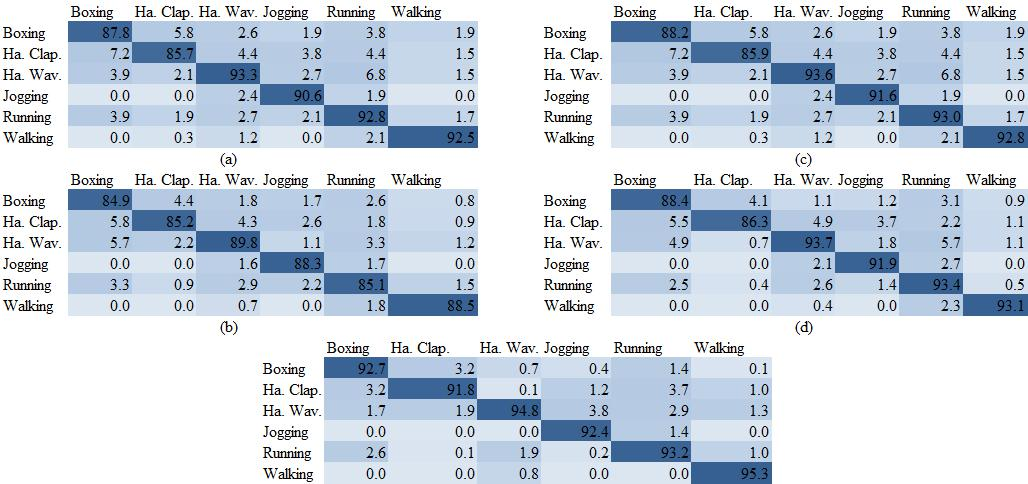 Boxing Ha. Clap. Ha. Wav. Jogging Running Walking
Boxing 87.8 5.8 2.6 1.9 3.8 1.9
Ha. Clap. 7.2 85.7 4.4 3.8 4.4 1.5
Ha. Wav. 3.9 2.1 93.3 2.7 6.8 1.5
Jogging 0.0 0.0 2.4 90.6 1.9 0.0
Running 3.9 1.9 2.7 2.1 92.8 1.7
Walking 0.0 0.3 1.2 0.0 2.1 92.5
(a)
Boxing Ha. Clap. Ha. Wav. Jogging Running Walking
Boxing 88.2 5.8 2.6 1.9 3.8 1.9
Ha. Clap. 7.2 85.9 4.4 3.8 4.4 1.5
Ha. Wav. 3.9 2.1 93.6 2.7 6.8 1.5
Jogging 0.0 0.0 2.4 91.6 1.9 0.0
Running 3.9 1.9 2.7 2.1 93.0 1.7
Walking 0.0 0.3 1.2 0.0 2.1 92.8
(c)
Boxing Ha. Clap. Ha. Wav. Jogging Running Walking
Boxing 84.9 4.4 1.8 1.7 2.6 0.8
Ha. Clap. 5.8 85.2 4.3 2.6 1.8 0.9
Ha. Wav. 5.7 2.2 89.8 1.1 3.3 1.2
Jogging 0.0 0.0 1.6 88.3 1.7 0.0
Running 3.3 0.9 2.9 2.2 85.1 1.5
Walking 0.0 0.0 0.7 0.0 1.8 88.5
(b)
Boxing Ha. Clap. Ha. Wav. Jogging Running Walking
Boxing 88.4 4.1 1.1 1.2 3.1 0.9
Ha. Clap. 5.5 86.3 4.9 3.7 2.2 1.1
Ha. Wav. 4.9 0.7 93.7 1.8 5.7 1.1
Jogging 0.0 0.0 2.1 91.9 2.7 0.0
Running 2.5 0.4 2.6 1.4 93.4 0.5
Walking 0.0 0.0 0.4 0.0 2.3 93.1
(d)
Boxing Ha. Clap. Ha. Wav. Jogging Running Walking
Boxing 92.7 3.2 0.7 0.4 1.4 0.1
Ha. Clap. 3.2 91.8 0.1 1.2 3.7 1.0
Ha. Wav. 1.7 1.9 94.8 3.8 2.9 1.3
Jogging 0.0 0.0 0.0 92.4 1.4 0.0
Running 2.6 0.1 1.9 0.2 93.2 1.0
Walking 0.0 0.0 0.8 0.0 0.0 95.3